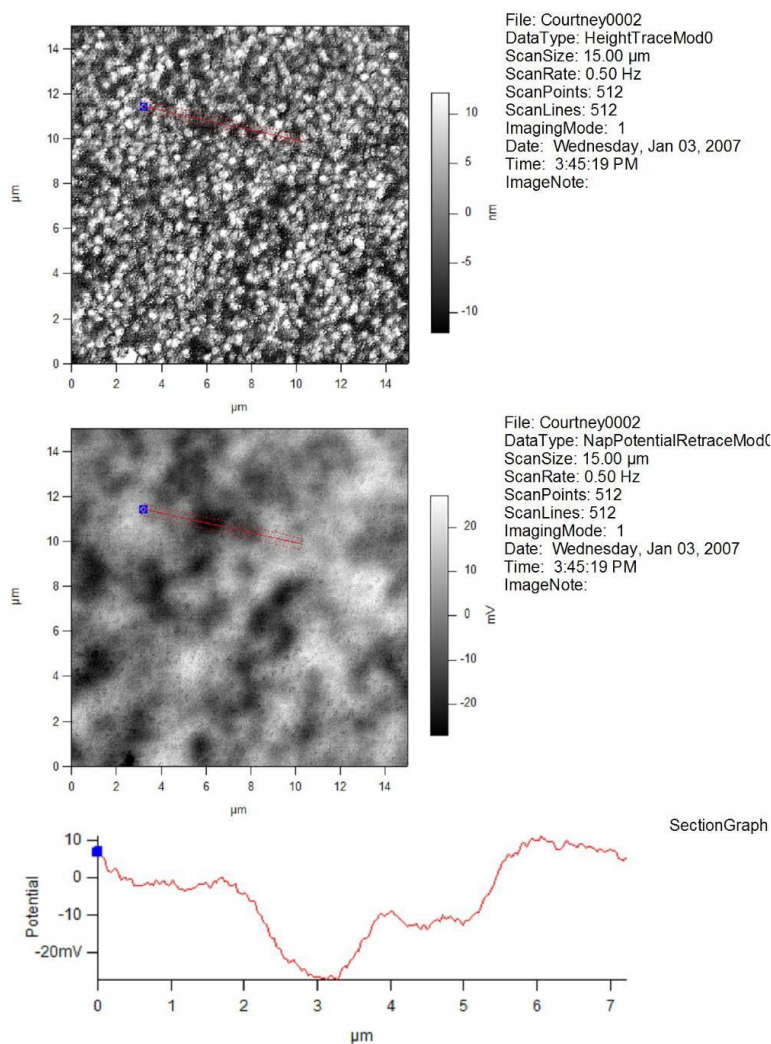 File: Courtney0002
DataType: HeightTraceMod0
ScanSize: 15.00 µm
ScanRate: 0.50 Hz
ScanPoints: 512
ScanLines: 512
ImagingMode: 1
Date: Wednesday, Jan 03, 2007
Time: 3:45:19 PM
ImageNote:
14
12
10
8
6
4
2
0
µm
0 2 4 6 8 10 12 14
µm
10
5
0
-5
-10
nm
File: Courtney0002
DataType: NapPotentialRetraceMod0
ScanSize: 15.00 µm
ScanRate: 0.50 Hz
ScanPoints: 512
ScanLines: 512
ImagingMode: 1
Date: Wednesday, Jan 03, 2007
Time: 3:45:19 PM
ImageNote:
14
12
10
8
6
4
2
0
µm
0 2 4 6 8 10 12 14
µm
20
10
0
-10
-20
mV
SectionGraph
10
0
-10
-20mV
Potential
0 1 2 3 4 5 6 7
µm